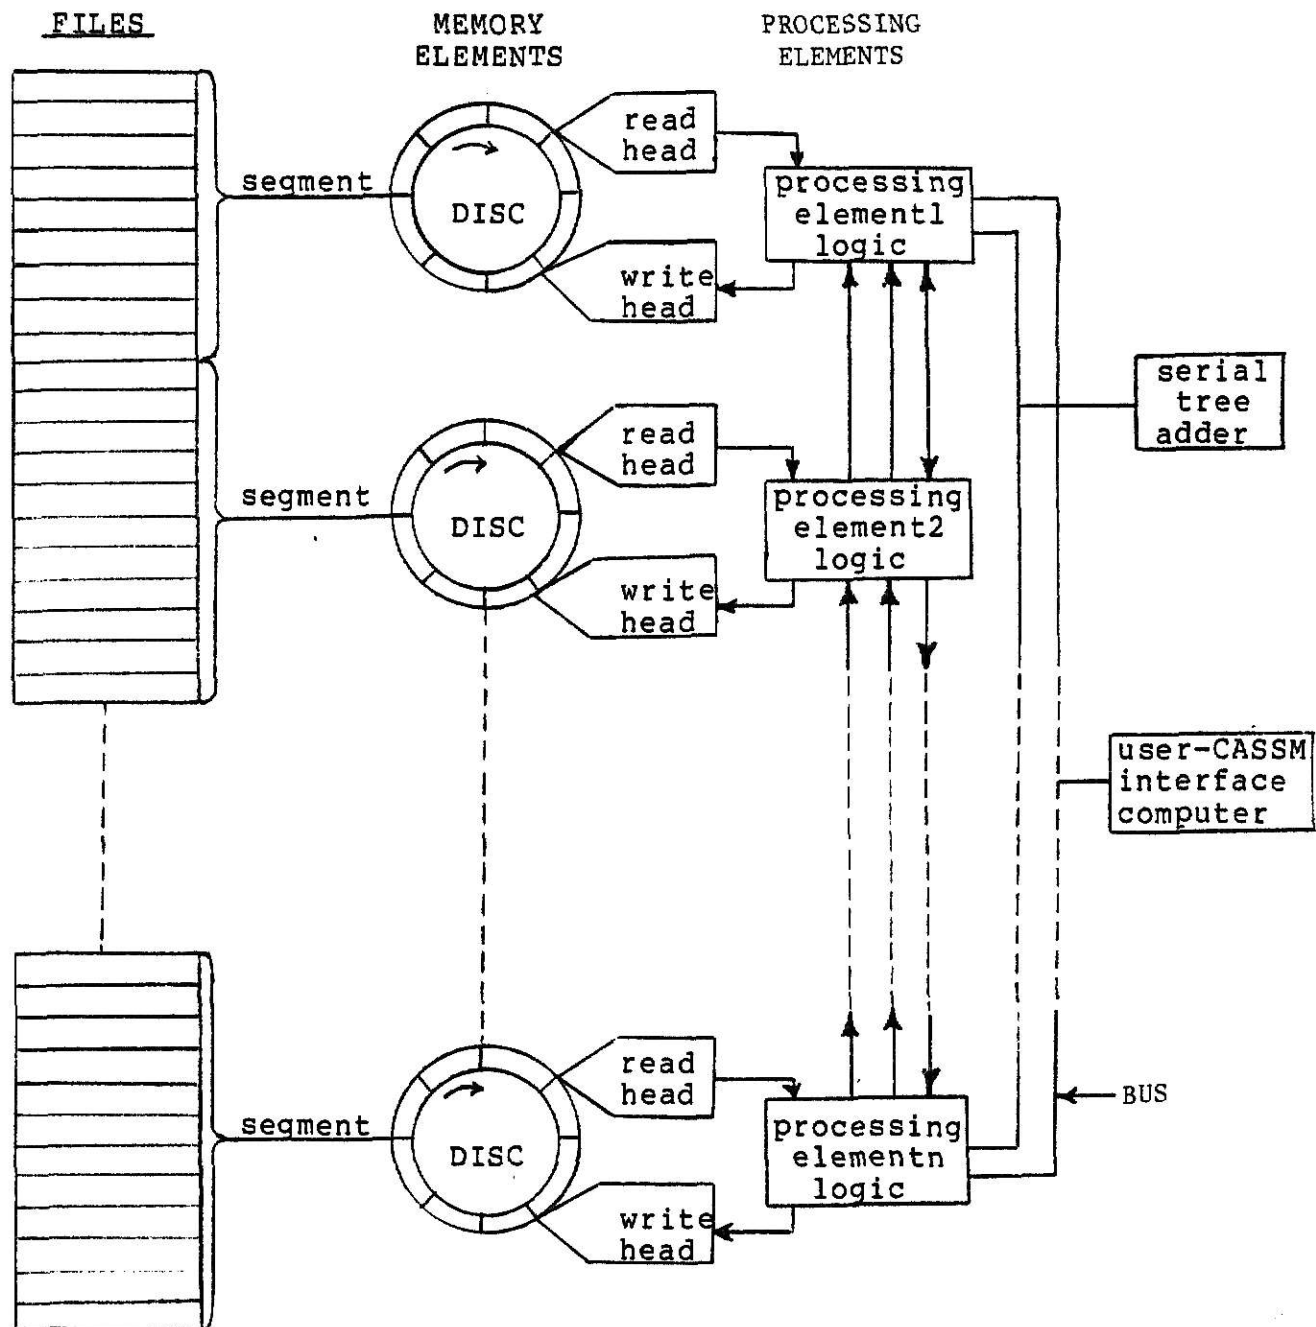 FILES
MEMORY
ELEMENTS
PROCESSING
ELEMENTS
read
head
segment
DISC
write
head
processing
element1
logic
serial
tree
adder
read
head
segment
DISC
write
head
processing
element2
logic
user-CASSM
interface
computer
read
head
segment
DISC
write
head
processing
elementn
logic
BUS